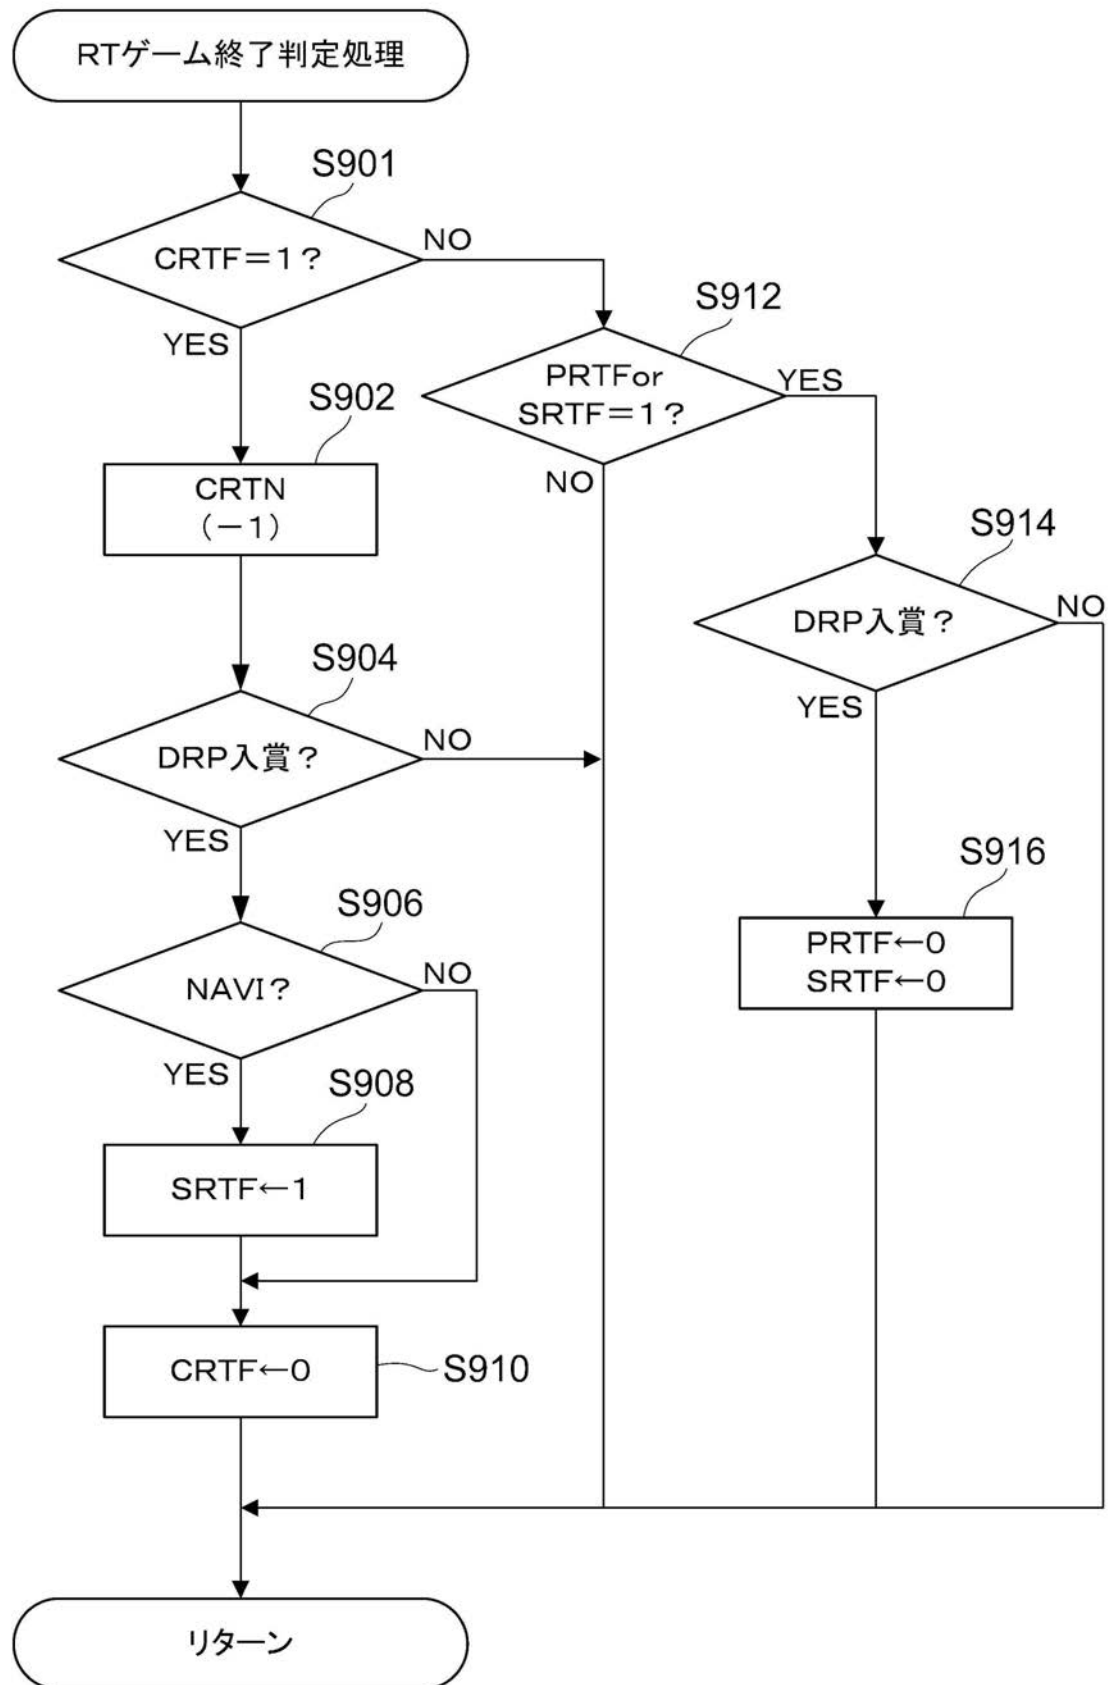 RTゲーム終了判定処理
S901
CRTF=1?
NO
YES
S912
PRTFor
SRTF=1?
YES
NO
S902
CRTN
(-1)
S914
DRP入賞?
NO
YES
S904
DRP入賞?
NO
YES
S916
PRTF←0
SRTF←0
S906
NAVI?
NO
YES
S908
SRTF←1
CRTF←0
S910
リターン